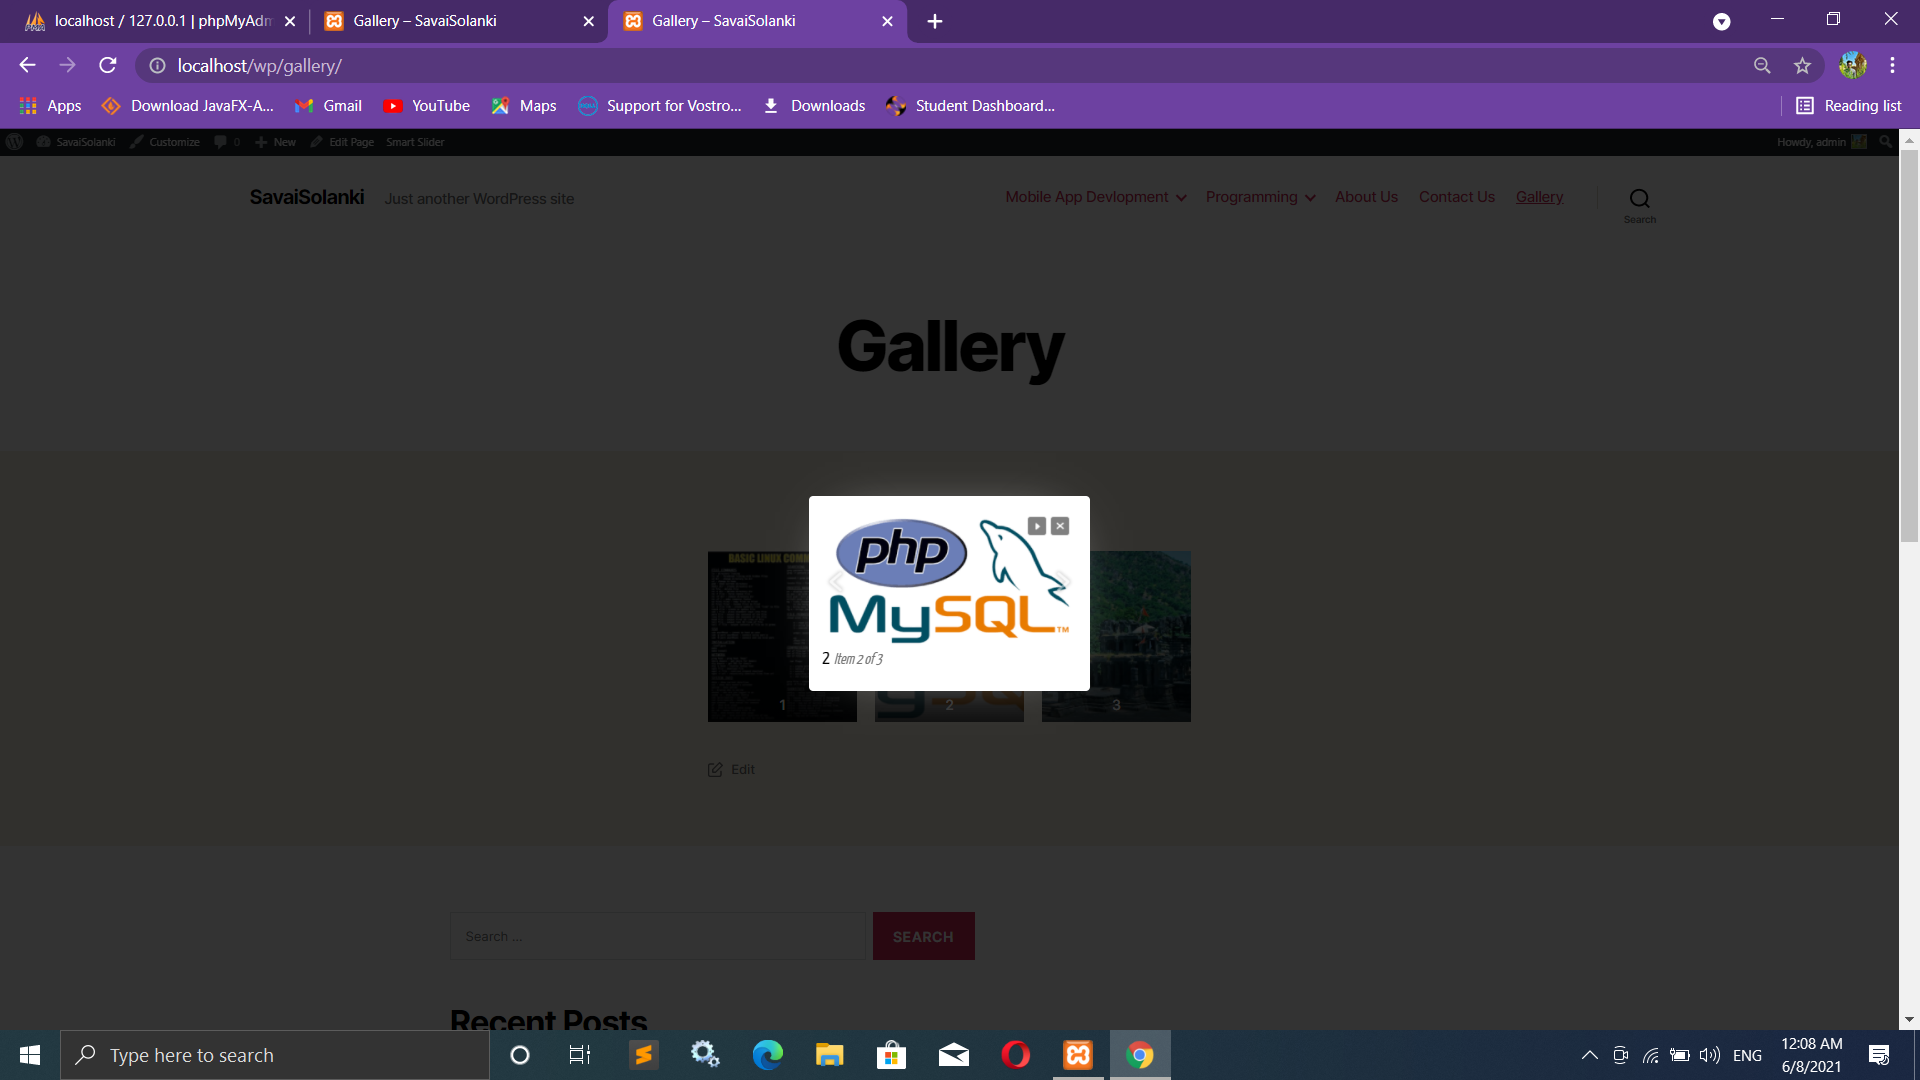 localhost / 127.0.0.1 | phpMyAdm
Gallery – SavaiSolanki
Gallery – SavaiSolanki
localhost/wp/gallery/
Apps
Download JavaFX-A...
Gmail
YouTube
Maps
Support for Vostro...
Downloads
Student Dashboard...
Reading list
SavaiSolanki
Customize
0
New
Edit Page
Smart Slider
Howdy, admin
SavaiSolanki
Just another WordPress site
Mobile App Devlopment
Programming
About Us
Contact Us
Gallery
Search
Gallery
BASIC LINUX COMM
php
MySQL™
2 Item 2 of 3
1
2
3
Edit
Search ...
SEARCH
Recent Posts
Type here to search
ENG
12:08 AM
6/8/2021